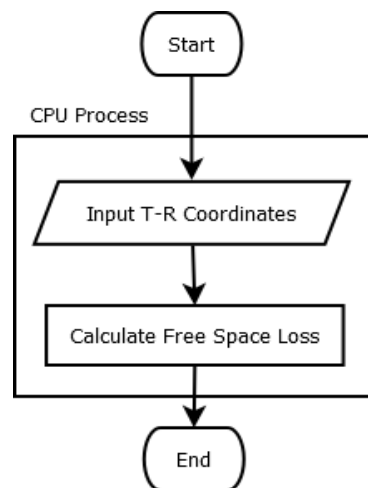 Start
CPU Process
Input T-R Coordinates
Calculate Free Space Loss
End